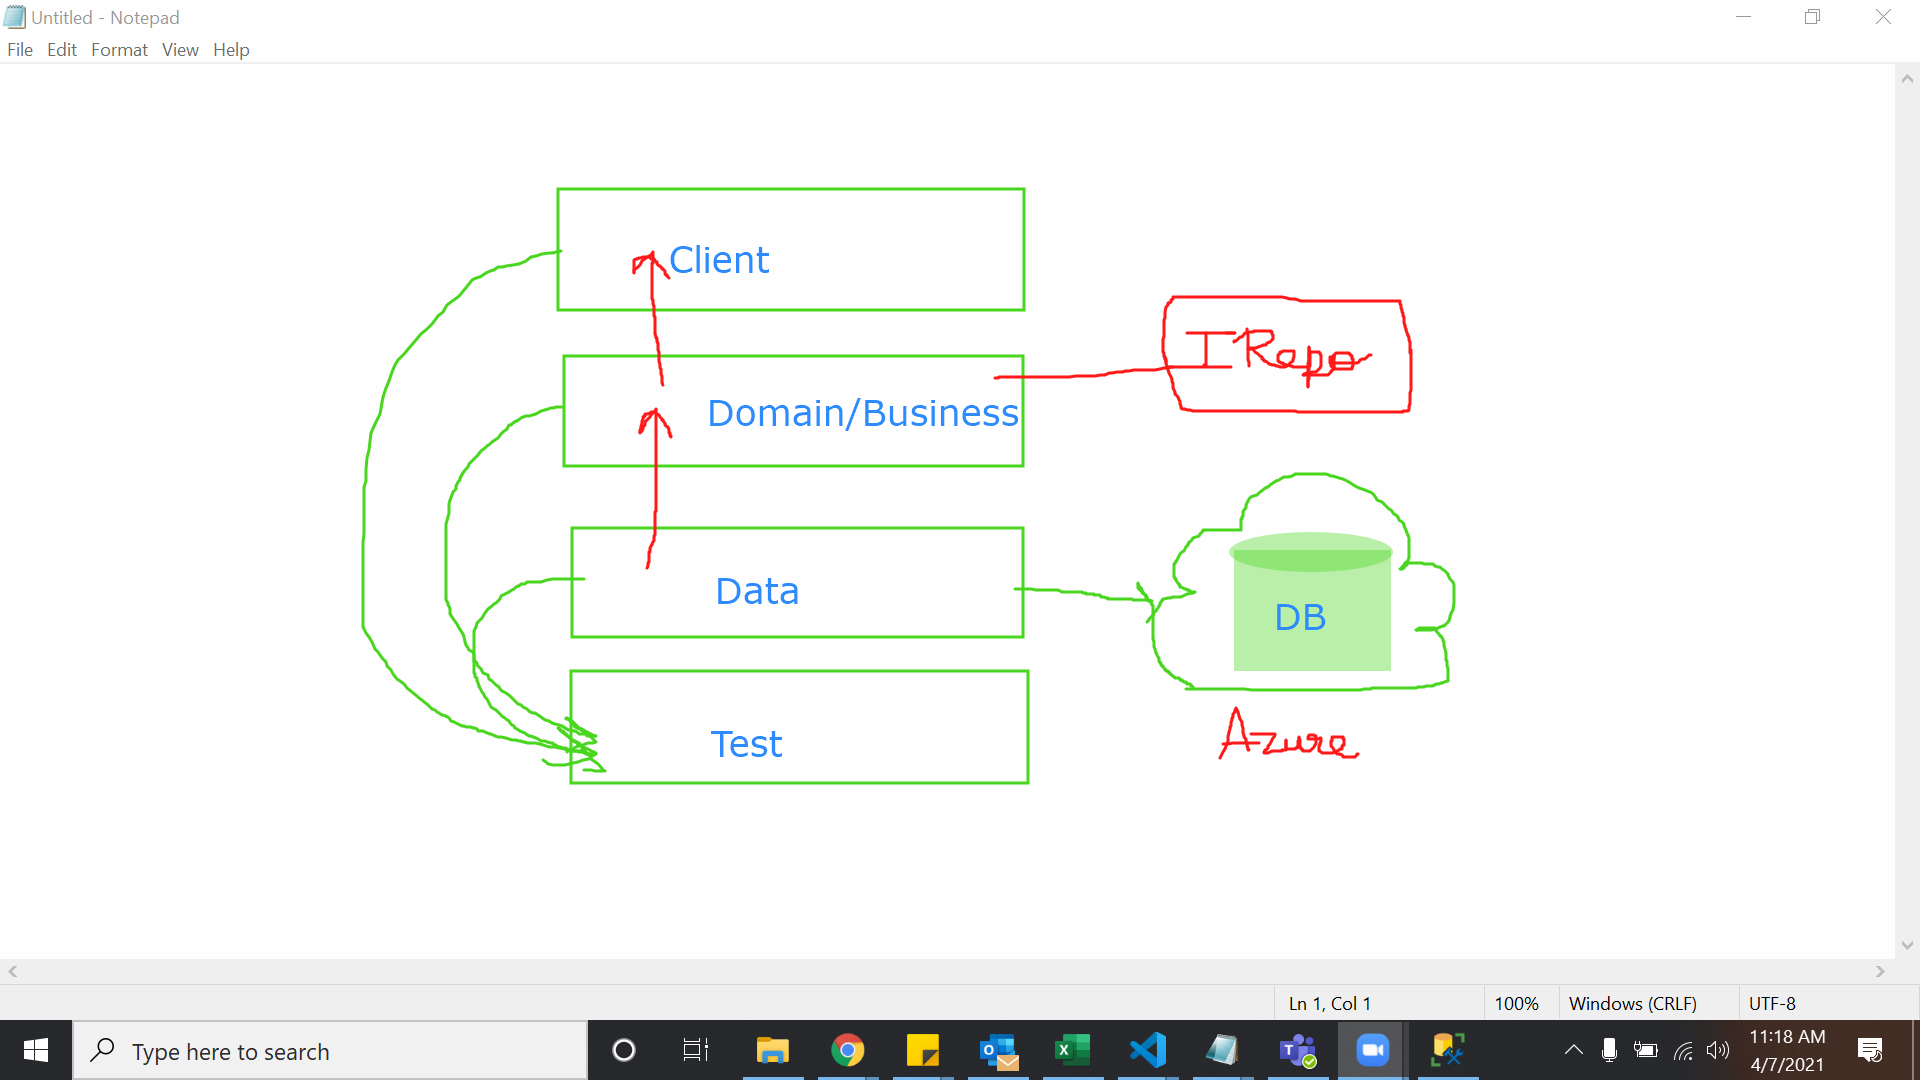 Untitled - Notepad
File Edit Format View Help
Client
IRepo
Domain/Business
Data
DB
Test
Azure
Ln 1, Col 1 100% Windows (CRLF) UTF-8
Type here to search
11:18 AM
4/7/2021